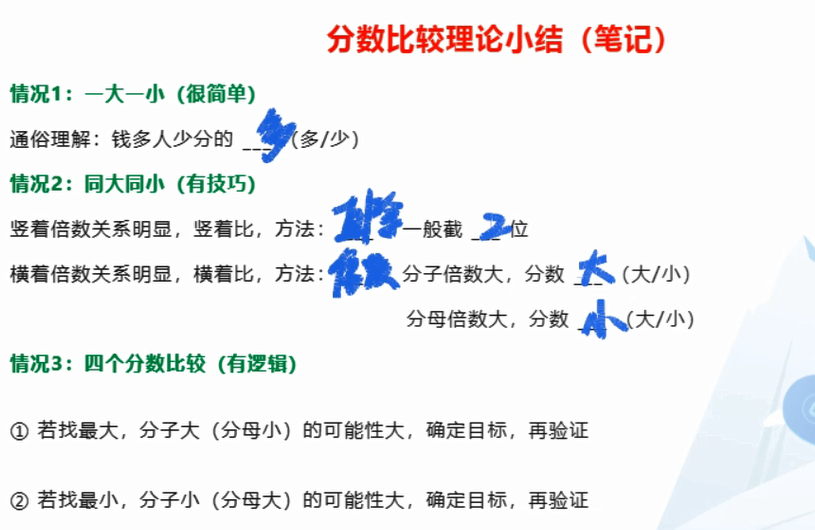 分数比较理论小结（笔记）
情况1：一大一小（很简单）
通俗理解：钱多人少分的 多（多/少）
情况2：同大同小（有技巧）
竖着倍数关系明显，竖着比，方法：直除 一般截 2 位
横着倍数关系明显，横着比，方法：倍数 分子倍数大，分数 大（大/小）
分母倍数大，分数 小（大/小）
情况3：四个分数比较（有逻辑）
① 若找最大，分子大（分母小）的可能性大，确定目标，再验证
② 若找最小，分子小（分母大）的可能性大，确定目标，再验证